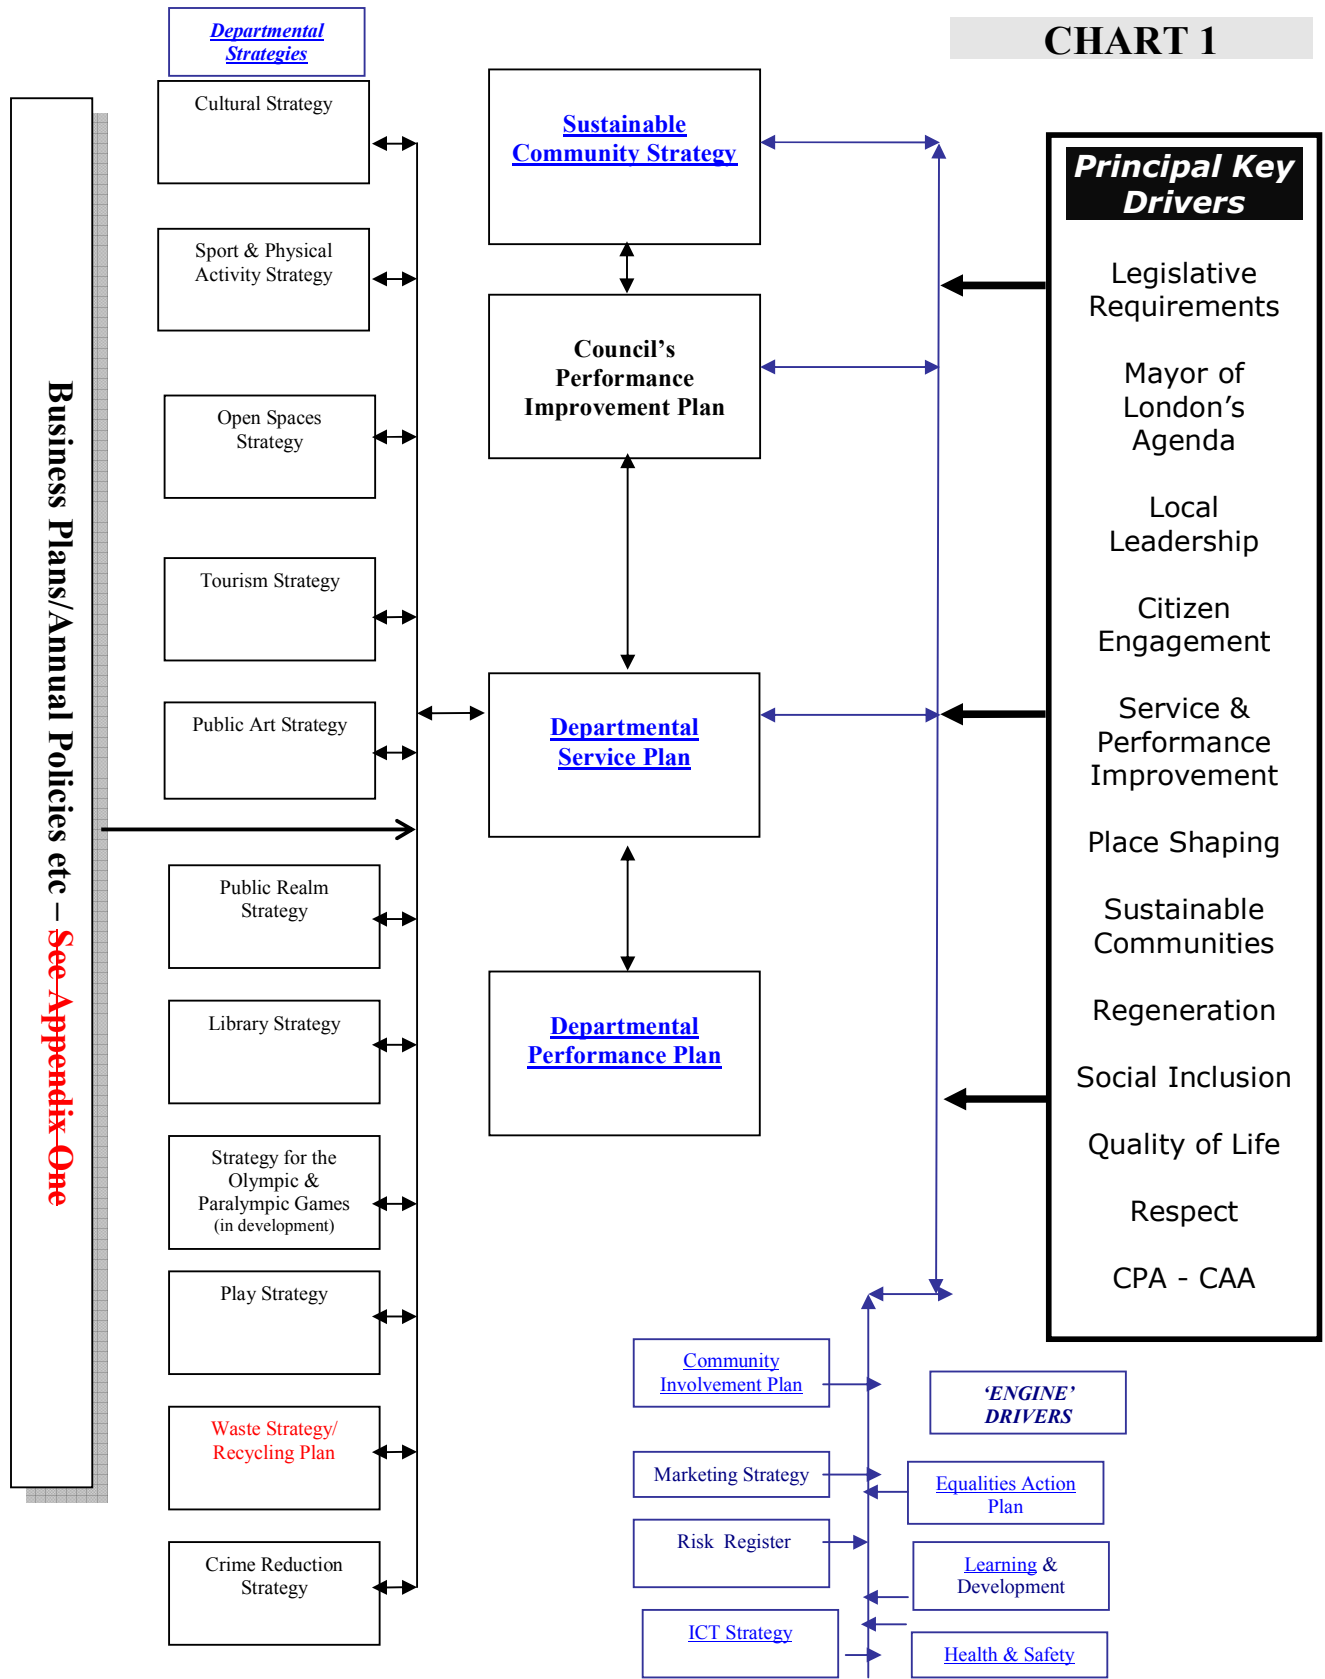 CHART 1
Departmental
Strategies
Cultural Strategy
Sport & Physical
Activity Strategy
Open Spaces
Strategy
Tourism Strategy
Public Art Strategy
Public Realm
Strategy
Library Strategy
Strategy for the
Olympic &
Paralympic Games
(in development)
Play Strategy
Waste Strategy/
Recycling Plan
Crime Reduction
Strategy
Business Plans/Annual Policies etc – See Appendix One
Sustainable
Community Strategy
Council’s
Performance
Improvement Plan
Departmental
Service Plan
Departmental
Performance Plan
Principal Key
Drivers
Legislative
Requirements
Mayor of
London’s
Agenda
Local
Leadership
Citizen
Engagement
Service &
Performance
Improvement
Place Shaping
Sustainable
Communities
Regeneration
Social Inclusion
Quality of Life
Respect
CPA - CAA
Community
Involvement Plan
Marketing Strategy
Risk Register
ICT Strategy
‘ENGINE’
DRIVERS
Equalities Action
Plan
Learning &
Development
Health & Safety